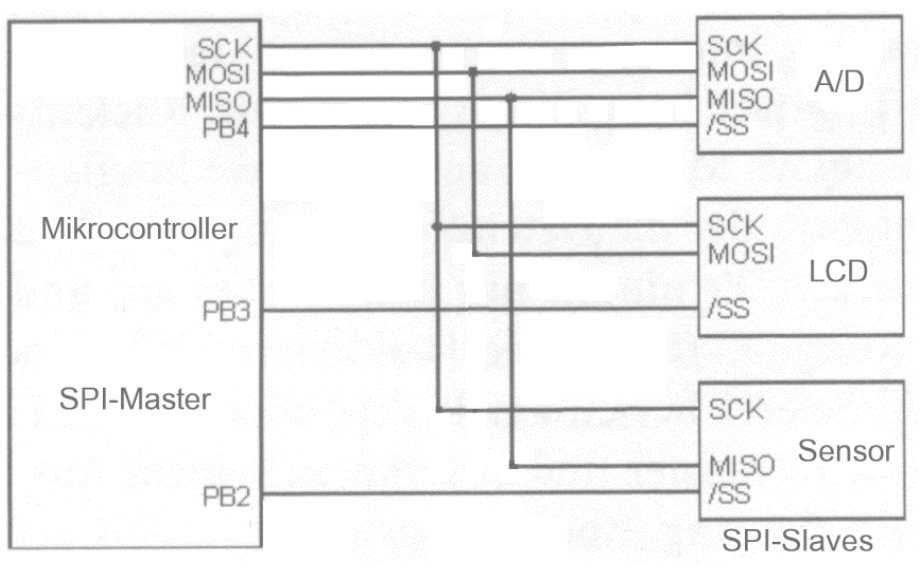 SCK
MOSI
MISO
PB4
Mikrocontroller
PB3
SPI-Master
PB2
SCK
MOSI
MISO
/SS
A/D
SCK
MOSI
/SS
LCD
SCK
MISO
/SS
Sensor
SPI-Slaves